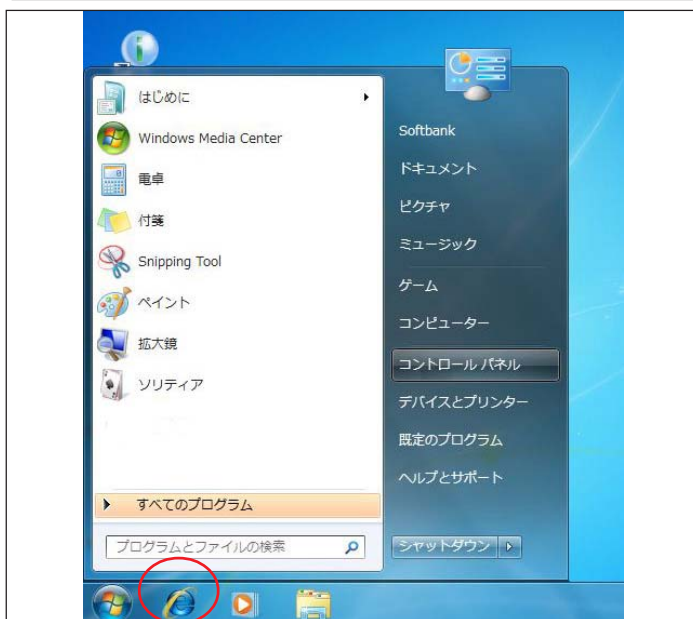 はじめに
Windows Media Center
電卓
付箋
Snipping Tool
ペイント
拡大鏡
ソリティア
すべてのプログラム
プログラムとファイルの検索
Softbank
ドキュメント
ピクチャ
ミュージック
ゲーム
コンピューター
コントロール パネル
デバイスとプリンター
既定のプログラム
ヘルプとサポート
シャットダウン